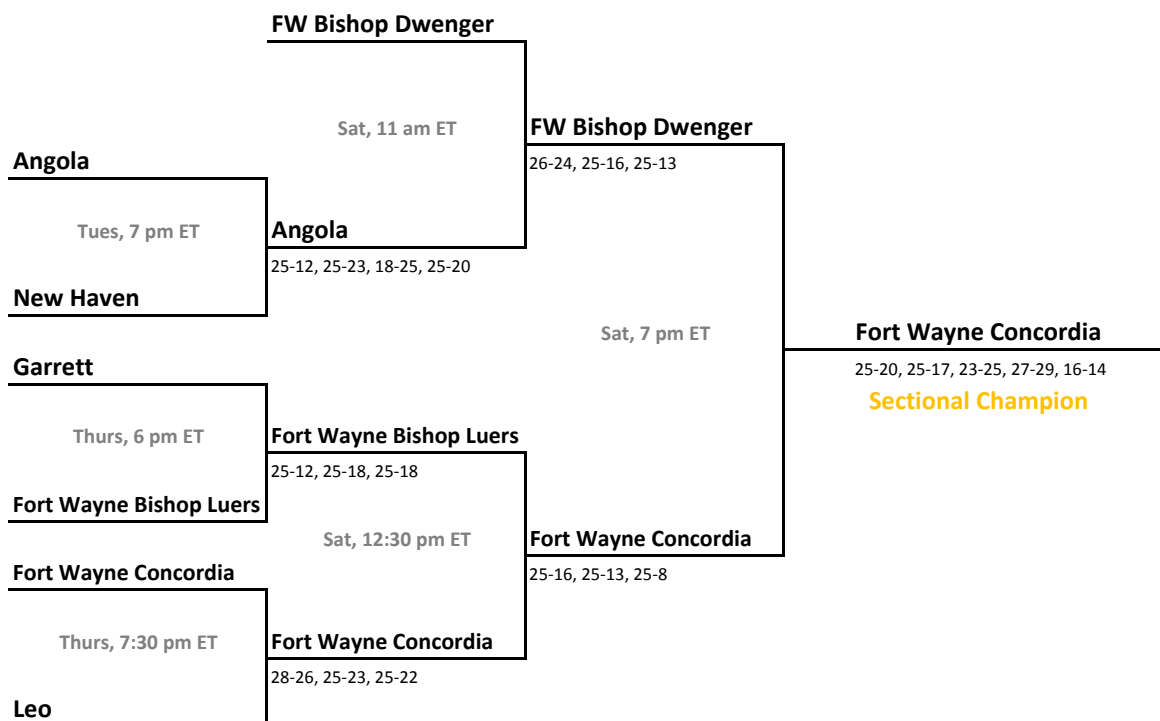 FW Bishop Dwenger
Sat, 11 am ET
FW Bishop Dwenger
26-24, 25-16, 25-13
Angola
Tues, 7 pm ET
Angola
25-12, 25-23, 18-25, 25-20
New Haven
Sat, 7 pm ET
Fort Wayne Concordia
25-20, 25-17, 23-25, 27-29, 16-14
Sectional Champion
Garrett
Thurs, 6 pm ET
Fort Wayne Bishop Luers
25-12, 25-18, 25-18
Fort Wayne Bishop Luers
Sat, 12:30 pm ET
Fort Wayne Concordia
25-16, 25-13, 25-8
Fort Wayne Concordia
Thurs, 7:30 pm ET
Fort Wayne Concordia
28-26, 25-23, 25-22
Leo